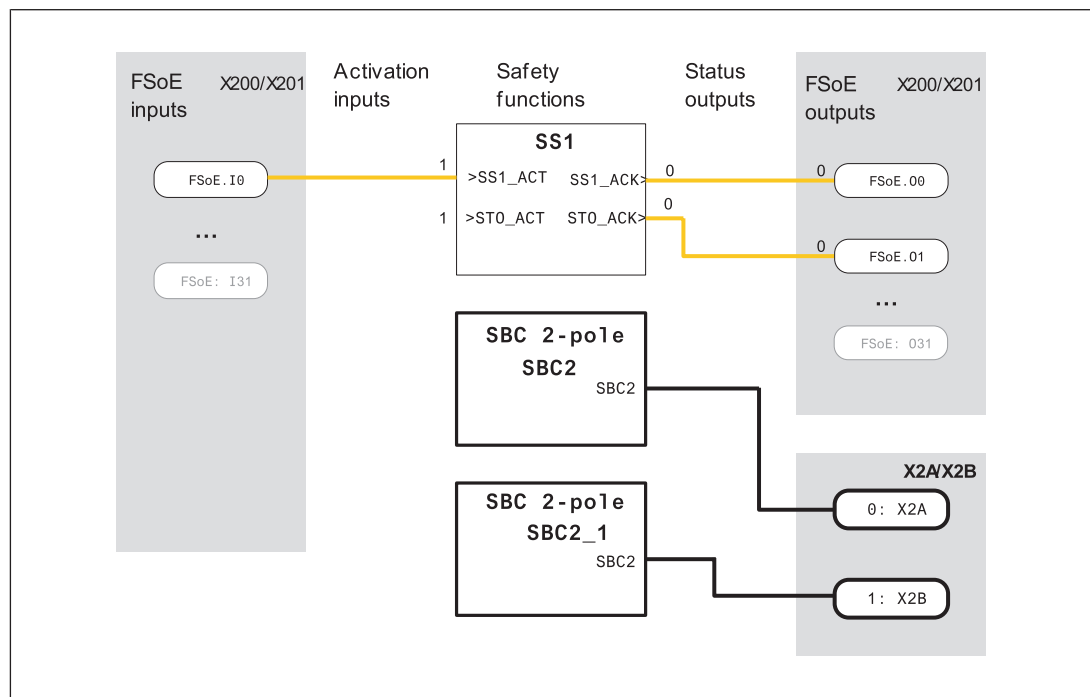 FSoE inputs
X200/X201
Activation inputs
Safety functions
Status outputs
FSoE outputs
X200/X201
FSoE.I0
...
FSoE: I31
SS1
1
>SS1_ACT
SS1_ACK>
0
1
>STO_ACT
STO_ACK>
0
0
FSoE.O0
0
FSoE.O1
...
FSoE: O31
SBC 2-pole
SBC2
SBC2
SBC 2-pole
SBC2_1
SBC2
X2A/X2B
0: X2A
1: X2B